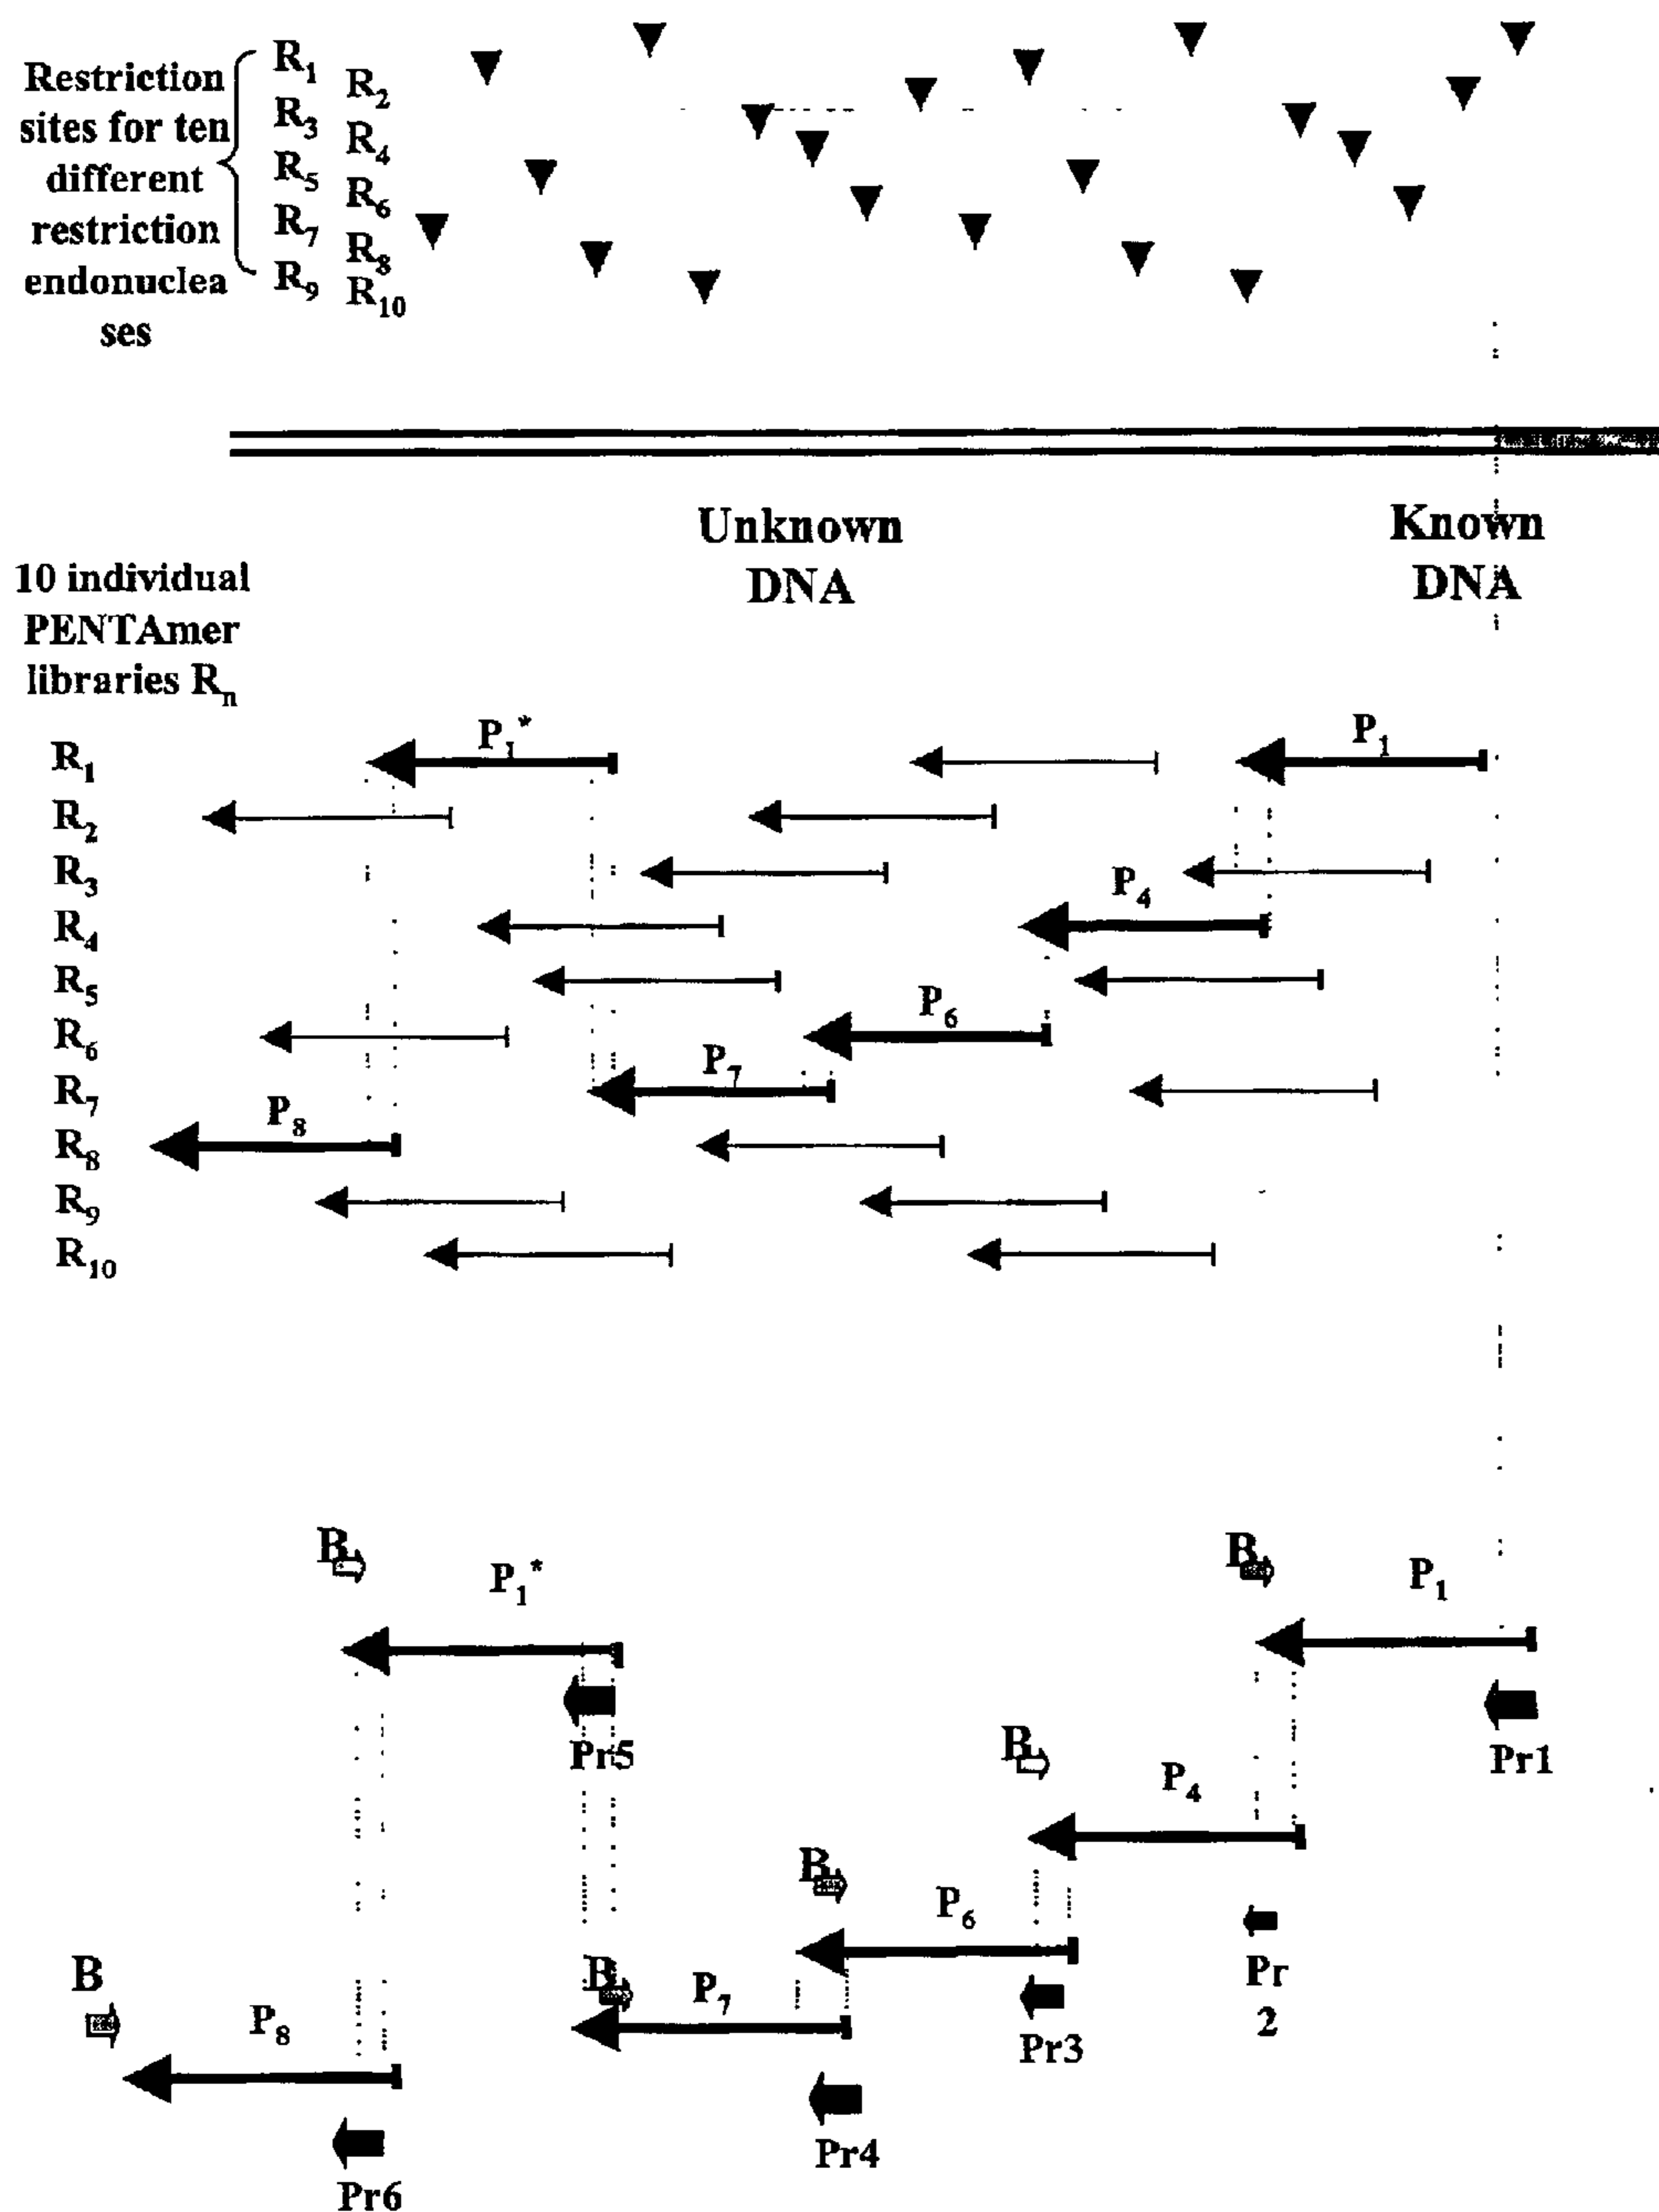 Restriction
sites for ten
different
restriction
endonuclea
ses
R1
R2
R3
R4
R5
R6
R7
R8
R9
R10
Unknown
DNA
Known
DNA
10 individual
PENTAmer
libraries Rn
R1
P1*
P1
R2
R3
P4
R4
R5
P6
R6
P7
R7
P8
R8
R9
R10
B
P1*
B
P1
Pr5
Pr1
B
P4
B
P6
Pr
2
B
B
P7
P8
Pr3
Pr4
Pr6